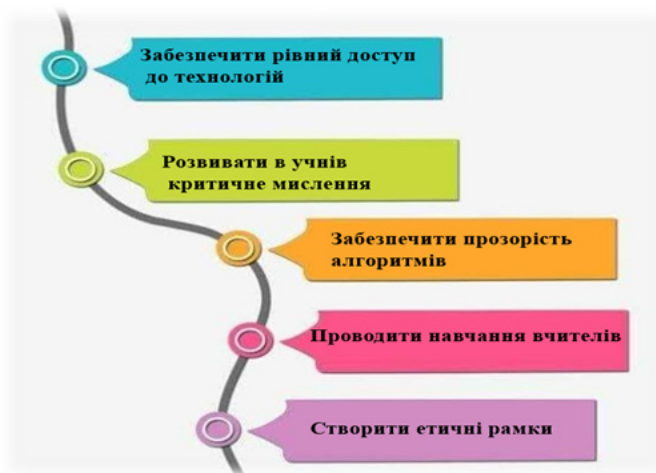 Забезпечити рівний доступ
до технологій
Розвивати в учнів
критичне мислення
Забезпечити прозорість
алгоритмів
Проводити навчання вчителів
Створити етичні рамки